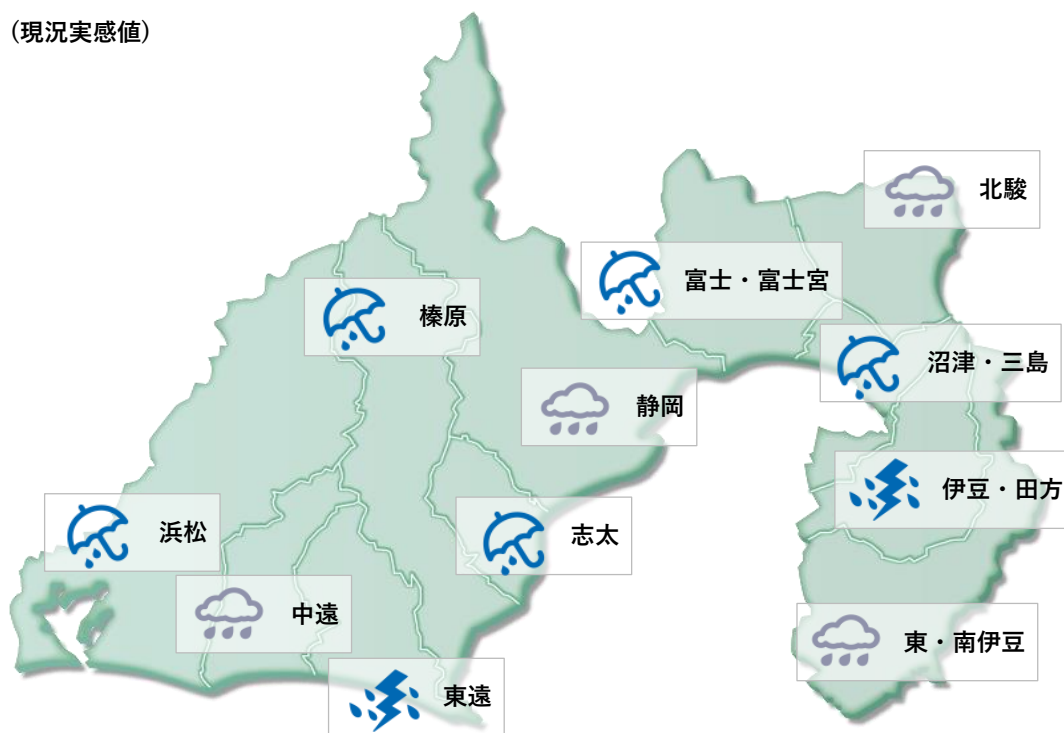 (現況実感値)
北駿
富士・富士宮
榛原
沼津・三島
静岡
伊豆・田方
浜松
志太
中遠
東・南伊豆
東遠